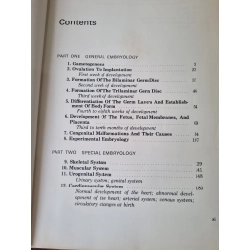 Contents
PART ONE GENERAL EMBRYOLOGY
1. Gametogenesis 3
2. Ovulation To Implantation
First week of development
3. Formation Of The Bilaminar Germ Disc
Second week of development
4. Formation Of The Trilaminar Germ Disc
Third week of development
5. Differentiation Of The Germ Layers And Establish-
ment Of Body Form
Fourth to eighth weeks of development
6. Development Of The Fetus, Fetal Membranes, And
Placenta
Third to tenth months of development
7. Congenital Malformations And Their Causes
8. Experimental Embryology
PART TWO SPECIAL EMBRYOLOGY
9. Skeletal System
10. Muscular System
11. Urogenital System
Urinary system; genital system
12. Cardiovascular System
Normal development of the heart; abnormal develop-
ment of the heart; arterial system; venous system;
circulatory changes at birth